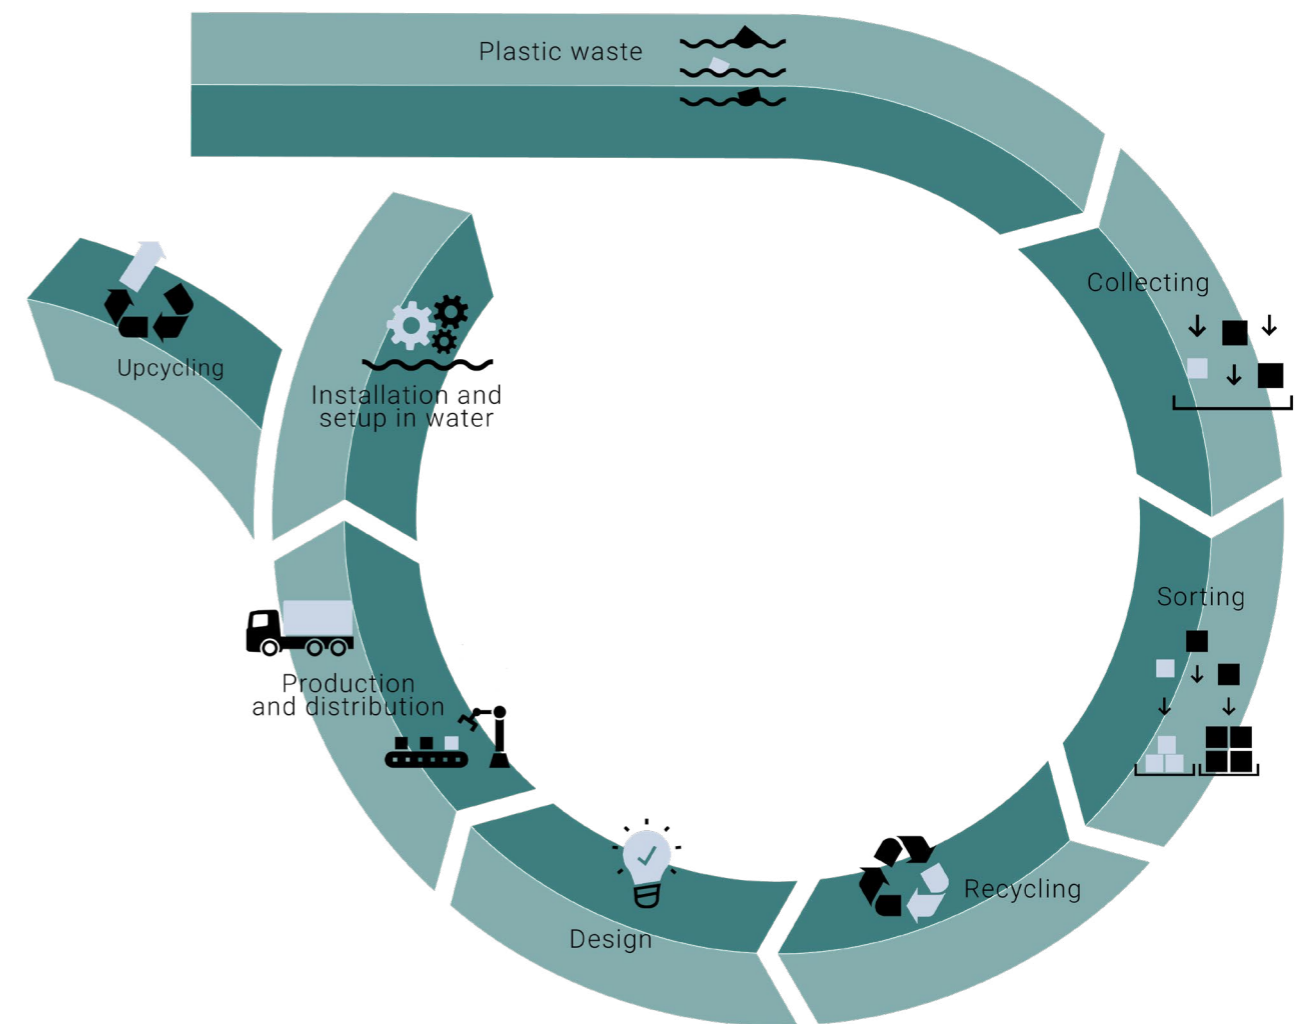 Plastic waste
Collecting
Sorting
Recycling
Design
Production
and distribution
Installation and
setup in water
Upcycling